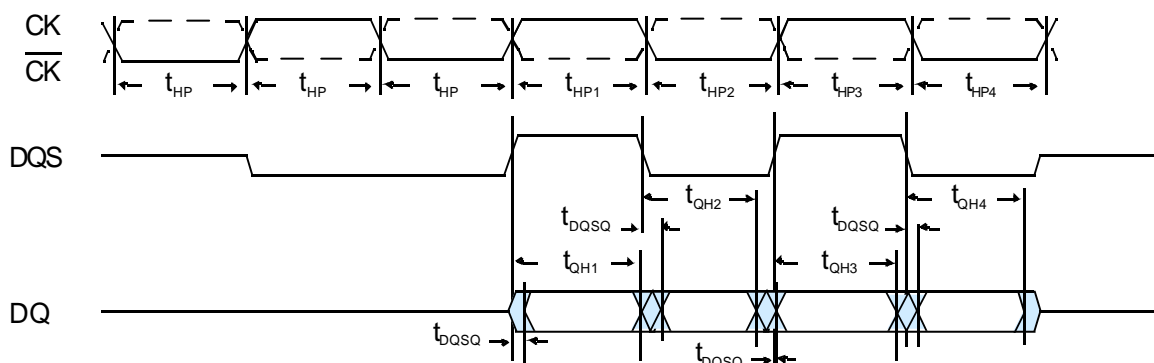 CK
CK
tHP tHP tHP tHP1 tHP2 tHP3 tHP4
DQS
tQH2 tQH4
tDQSQ tDQSQ
tQH1 tQH3
DQ
tDQSQ tDQSQ